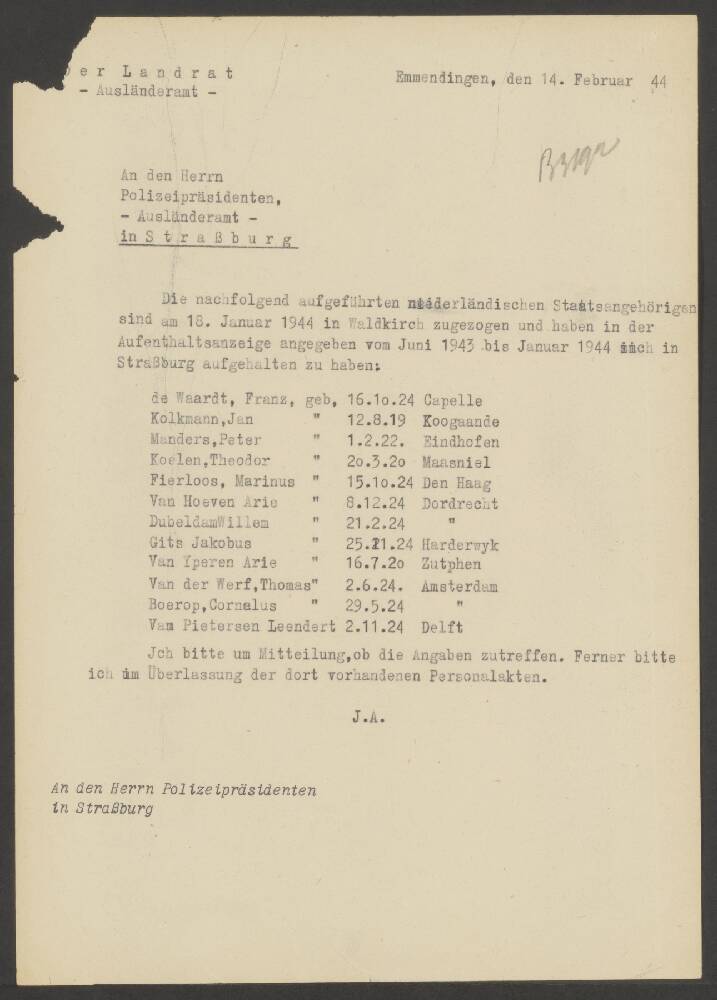 Der Landrat
- Ausländeramt -
Emmendingen, den 14. Februar 44
An den Herrn
Polizeipräsidenten,
- Ausländeramt -
in Straßburg
Die nachfolgend aufgeführten niederländischen Staatsangehörigen
sind am 18. Januar 1944 in Waldkirch zugezogen und haben in der
Aufenthaltsanzeige angegeben vom Juni 1943 bis Januar 1944 sich in
Straßburg aufgehalten zu haben:
de Waardt, Franz, geb, 16.1o.24 Capelle
Kolkmann,Jan " 12.8.19 Koogaande
Manders,Peter " 1.2.22. Eindhofen
Koelen,Theodor " 2o.3.2o Maasniel
Fierloos, Marinus " 15.1o.24 Den Haag
Van Hoeven Arie " 8.12.24 Dordrecht
DubeldamWillem " 21.2.24 "
Gits Jakobus " 25.11.24 Harderwyk
Van Yperen Arie " 16.7.2o Zutphen
Van der Werf,Thomas" 2.6.24. Amsterdam
Boerop,Cornelus " 29.5.24 "
Van Pietersen Leendert 2.11.24 Delft
Jch bitte um Mitteilung,ob die Angaben zutreffen. Ferner bitte
ich um Überlassung der dort vorhandenen Personalakten.
J.A.
An den Herrn Polizeipräsidenten
in Straßburg